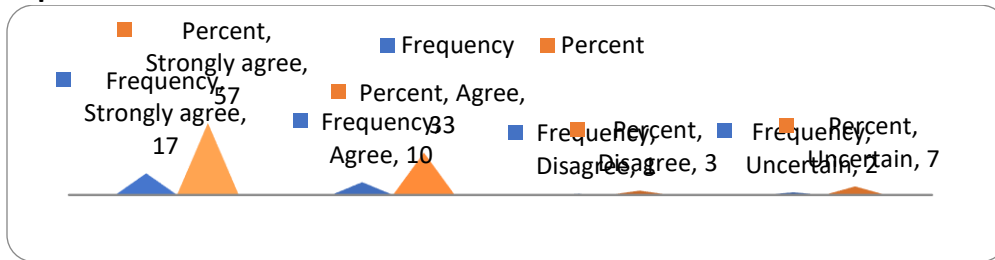 Percent,
Strongly agree,
57
Frequency,
Strongly agree,
17
Frequency
Percent
Percent, Agree,
33
Frequency,
Agree, 10
Frequency,
Disagree, 1
Percent,
Disagree, 3
Frequency,
Uncertain, 2
Percent,
Uncertain, 7